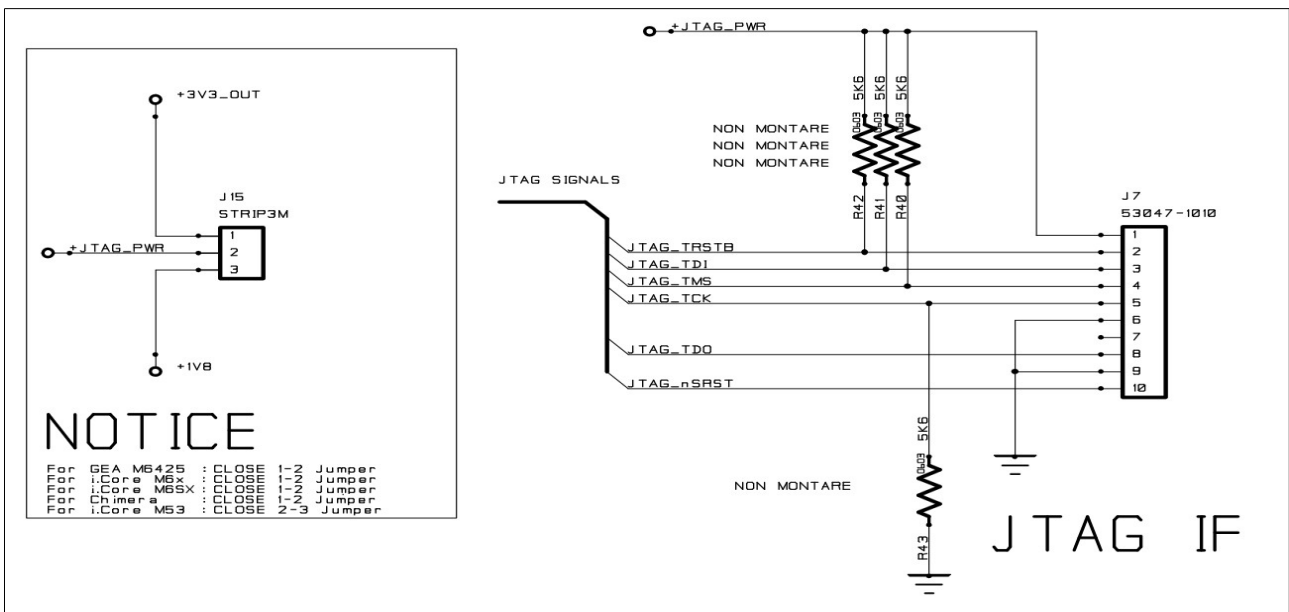 +3V3_OUT
J15
STRIP3M
1
+JTAG_PWR
2
3
+1V8
NOTICE
For GEA M6425 : CLOSE 1-2 Jumper
For i.Core M6x : CLOSE 1-2 Jumper
For i.Core M6SX : CLOSE 1-2 Jumper
For Chimera : CLOSE 1-2 Jumper
For i.Core M53 : CLOSE 2-3 Jumper
+JTAG_PWR
5K6
5K6
5K6
0603
0603
0603
NON MONTARE
NON MONTARE
NON MONTARE
R42
R41
R40
JTAG SIGNALS
JTAG_TRSTB
JTAG_TDI
JTAG_TMS
JTAG_TCK
JTAG_TDO
JTAG_nSRST
J7
53047-1010
1
2
3
4
5
6
7
8
9
10
5K6
0603
NON MONTARE
R43
JTAG IF